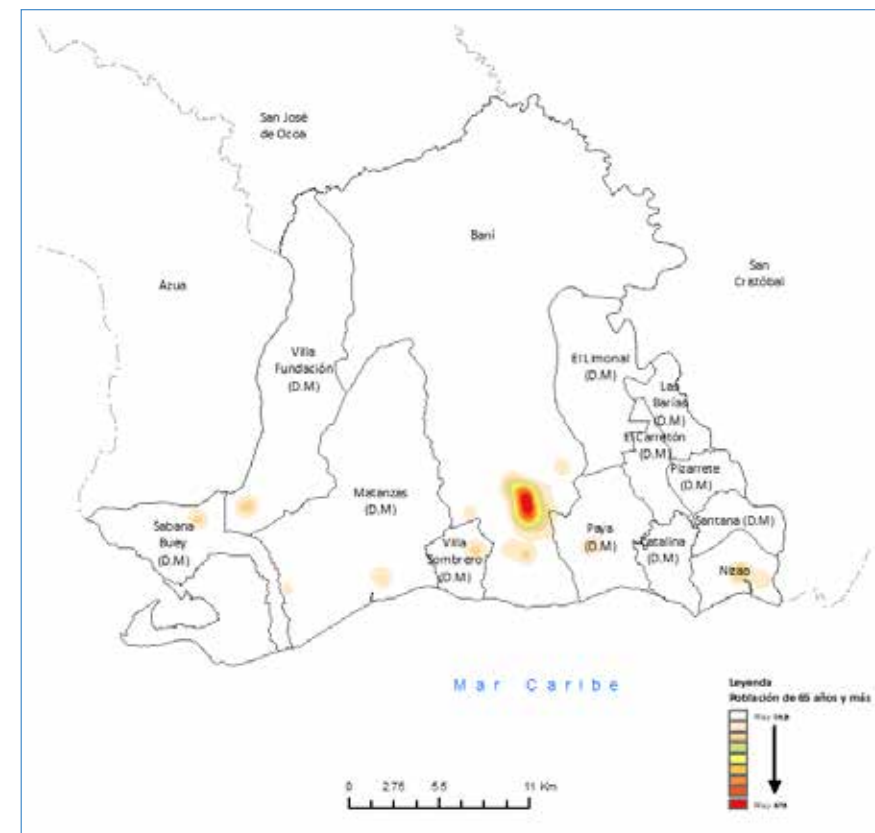 San José
de Ocoa
Baní
San
Cristóbal
Azua
Villa
Fundación
(D.M)
El Limonal
(D.M)
Las
Barías
(D.M)
El Carretón
(D.M)
Pizarrete
(D.M)
Matanzas
(D.M)
Santana (D.M)
Sabana
Buey
(D.M)
Villa
Sombrero
(D.M)
Paya
(D.M)
Catalina
(D.M)
Nizao
Mar Caribe
Leyenda
Población de 65 años y más
Muy baja
Muy alta
0 2.75 5.5 11 Km